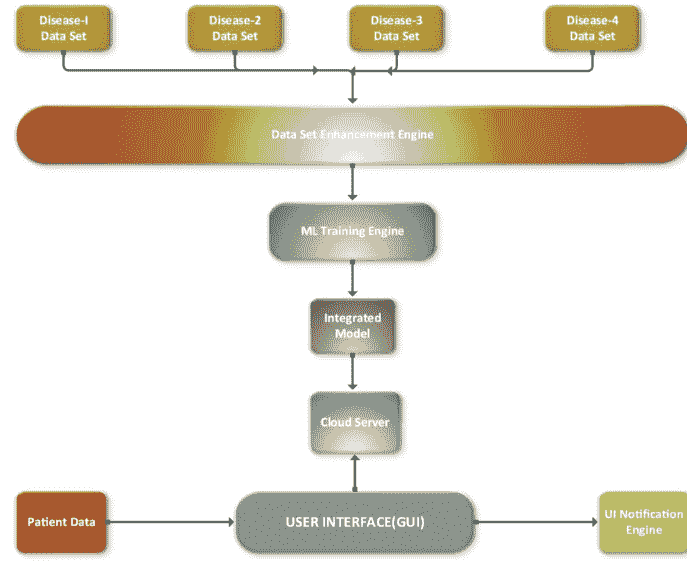 Disease-I
Data Set
Disease-2
Data Set
Disease-3
Data Set
Disease-4
Data Set
Data Set Enhancement Engine
ML Training Engine
Integrated
Model
Cloud Server
Patient Data
USER INTERFACE(GUI)
UI Notification
Engine